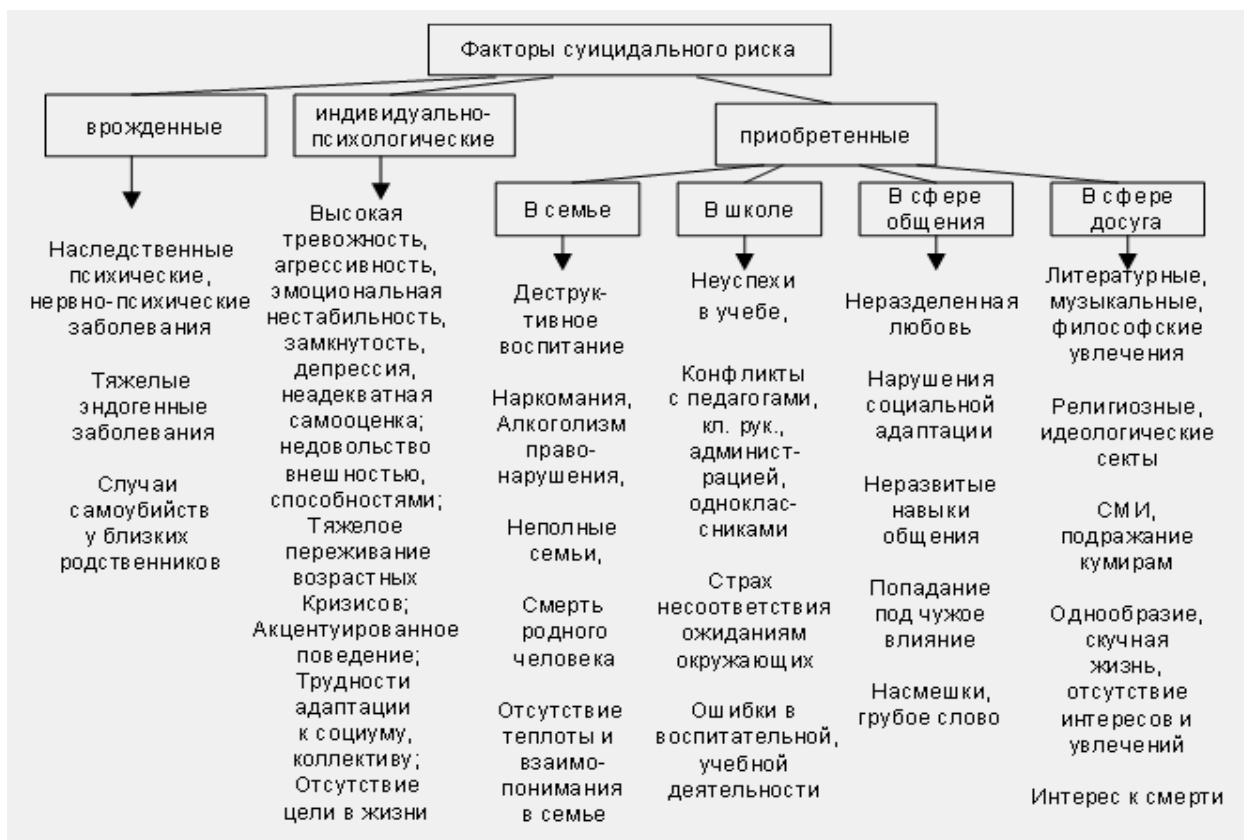 Факторы суицидального риска
врожденные
индивидуально-
психологические
приобретенные
В семье
В школе
В сфере
общения
В сфере
досуга
Наследственные
психические,
нервно-психические
заболевания
Тяжелые
эндогенные
заболевания
Случаи
самоубийств
у близких
родственников
Высокая
тревожность,
агрессивность,
эмоциональная
нестабильность,
замкнутость,
депрессия,
неадекватная
самооценка;
недовольство
внешностью,
способностями;
Тяжелое
переживание
возрастных
Кризисов;
Акцентуированное
поведение;
Трудности
адаптации
к социуму,
коллективу;
Отсутствие
цели в жизни
Деструк-
тивное
воспитание
Наркомания,
Алкоголизм
право-
нарушения,
Неполные
семьи,
Смерть
родного
человека
Отсутствие
теплоты и
взаимо-
понимания
в семье
Неуспехи
в учебе,
Конфликты
с педагогами,
кл. рук.,
админист-
рацией,
однoклас-
сниками
Страх
несоответствия
ожиданиям
окружающих
Ошибки в
воспитательной,
учебной
деятельности
Неразделенная
любовь
Нарушения
социальной
адаптации
Неразвитые
навыки
общения
Попадание
под чужое
влияние
Насмешки,
грубое слово
Литературные,
музыкальные,
философские
увлечения
Религиозные,
идеологические
секты
СМИ,
подражание
кумирам
Однообразие,
скучная
жизнь,
отсутствие
интересов и
увлечений
Интерес к смерти